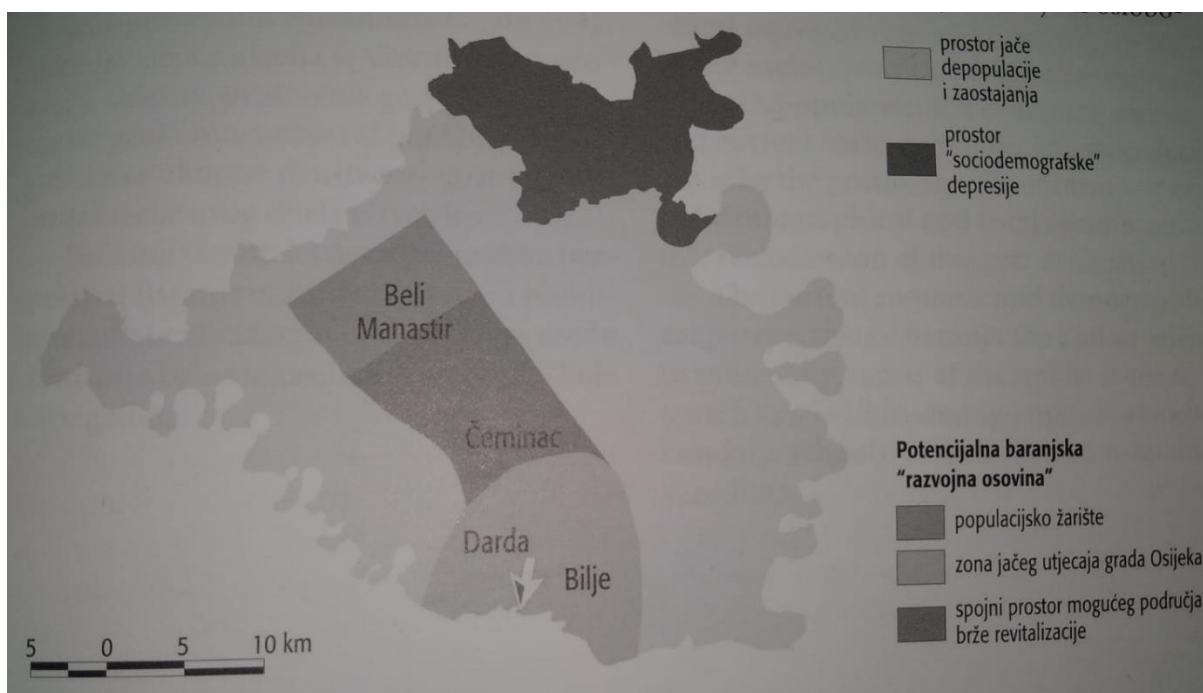 prostor jače
depopulacije
i zaostajanja
prostor
“sociodemografske”
depresije
Beli
Manastir
Čeminac
Darda
Bilje
Potencijalna baranjska
“razvojna osovina”
populacijsko žarište
zona jačeg utjecaja grada Osijeka
spojni prostor mogućeg područja
brže revitalizacije
5 0 5 10 km